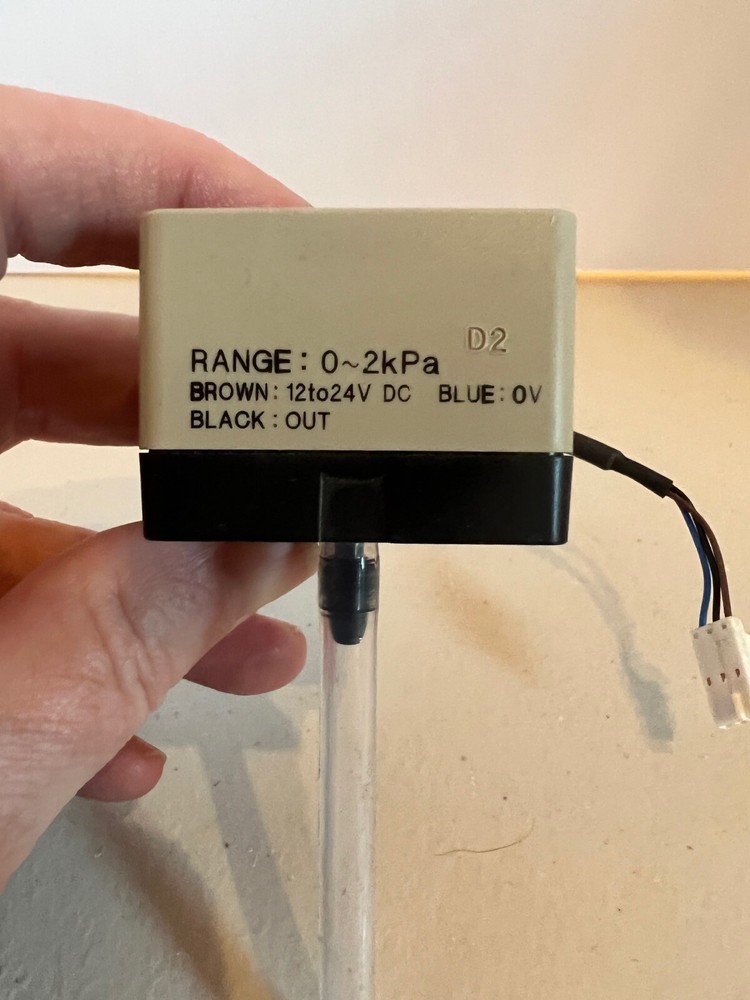 D2
RANGE: 0~2kPa
BROWN: 12to24V DC BLUE: 0V
BLACK: OUT